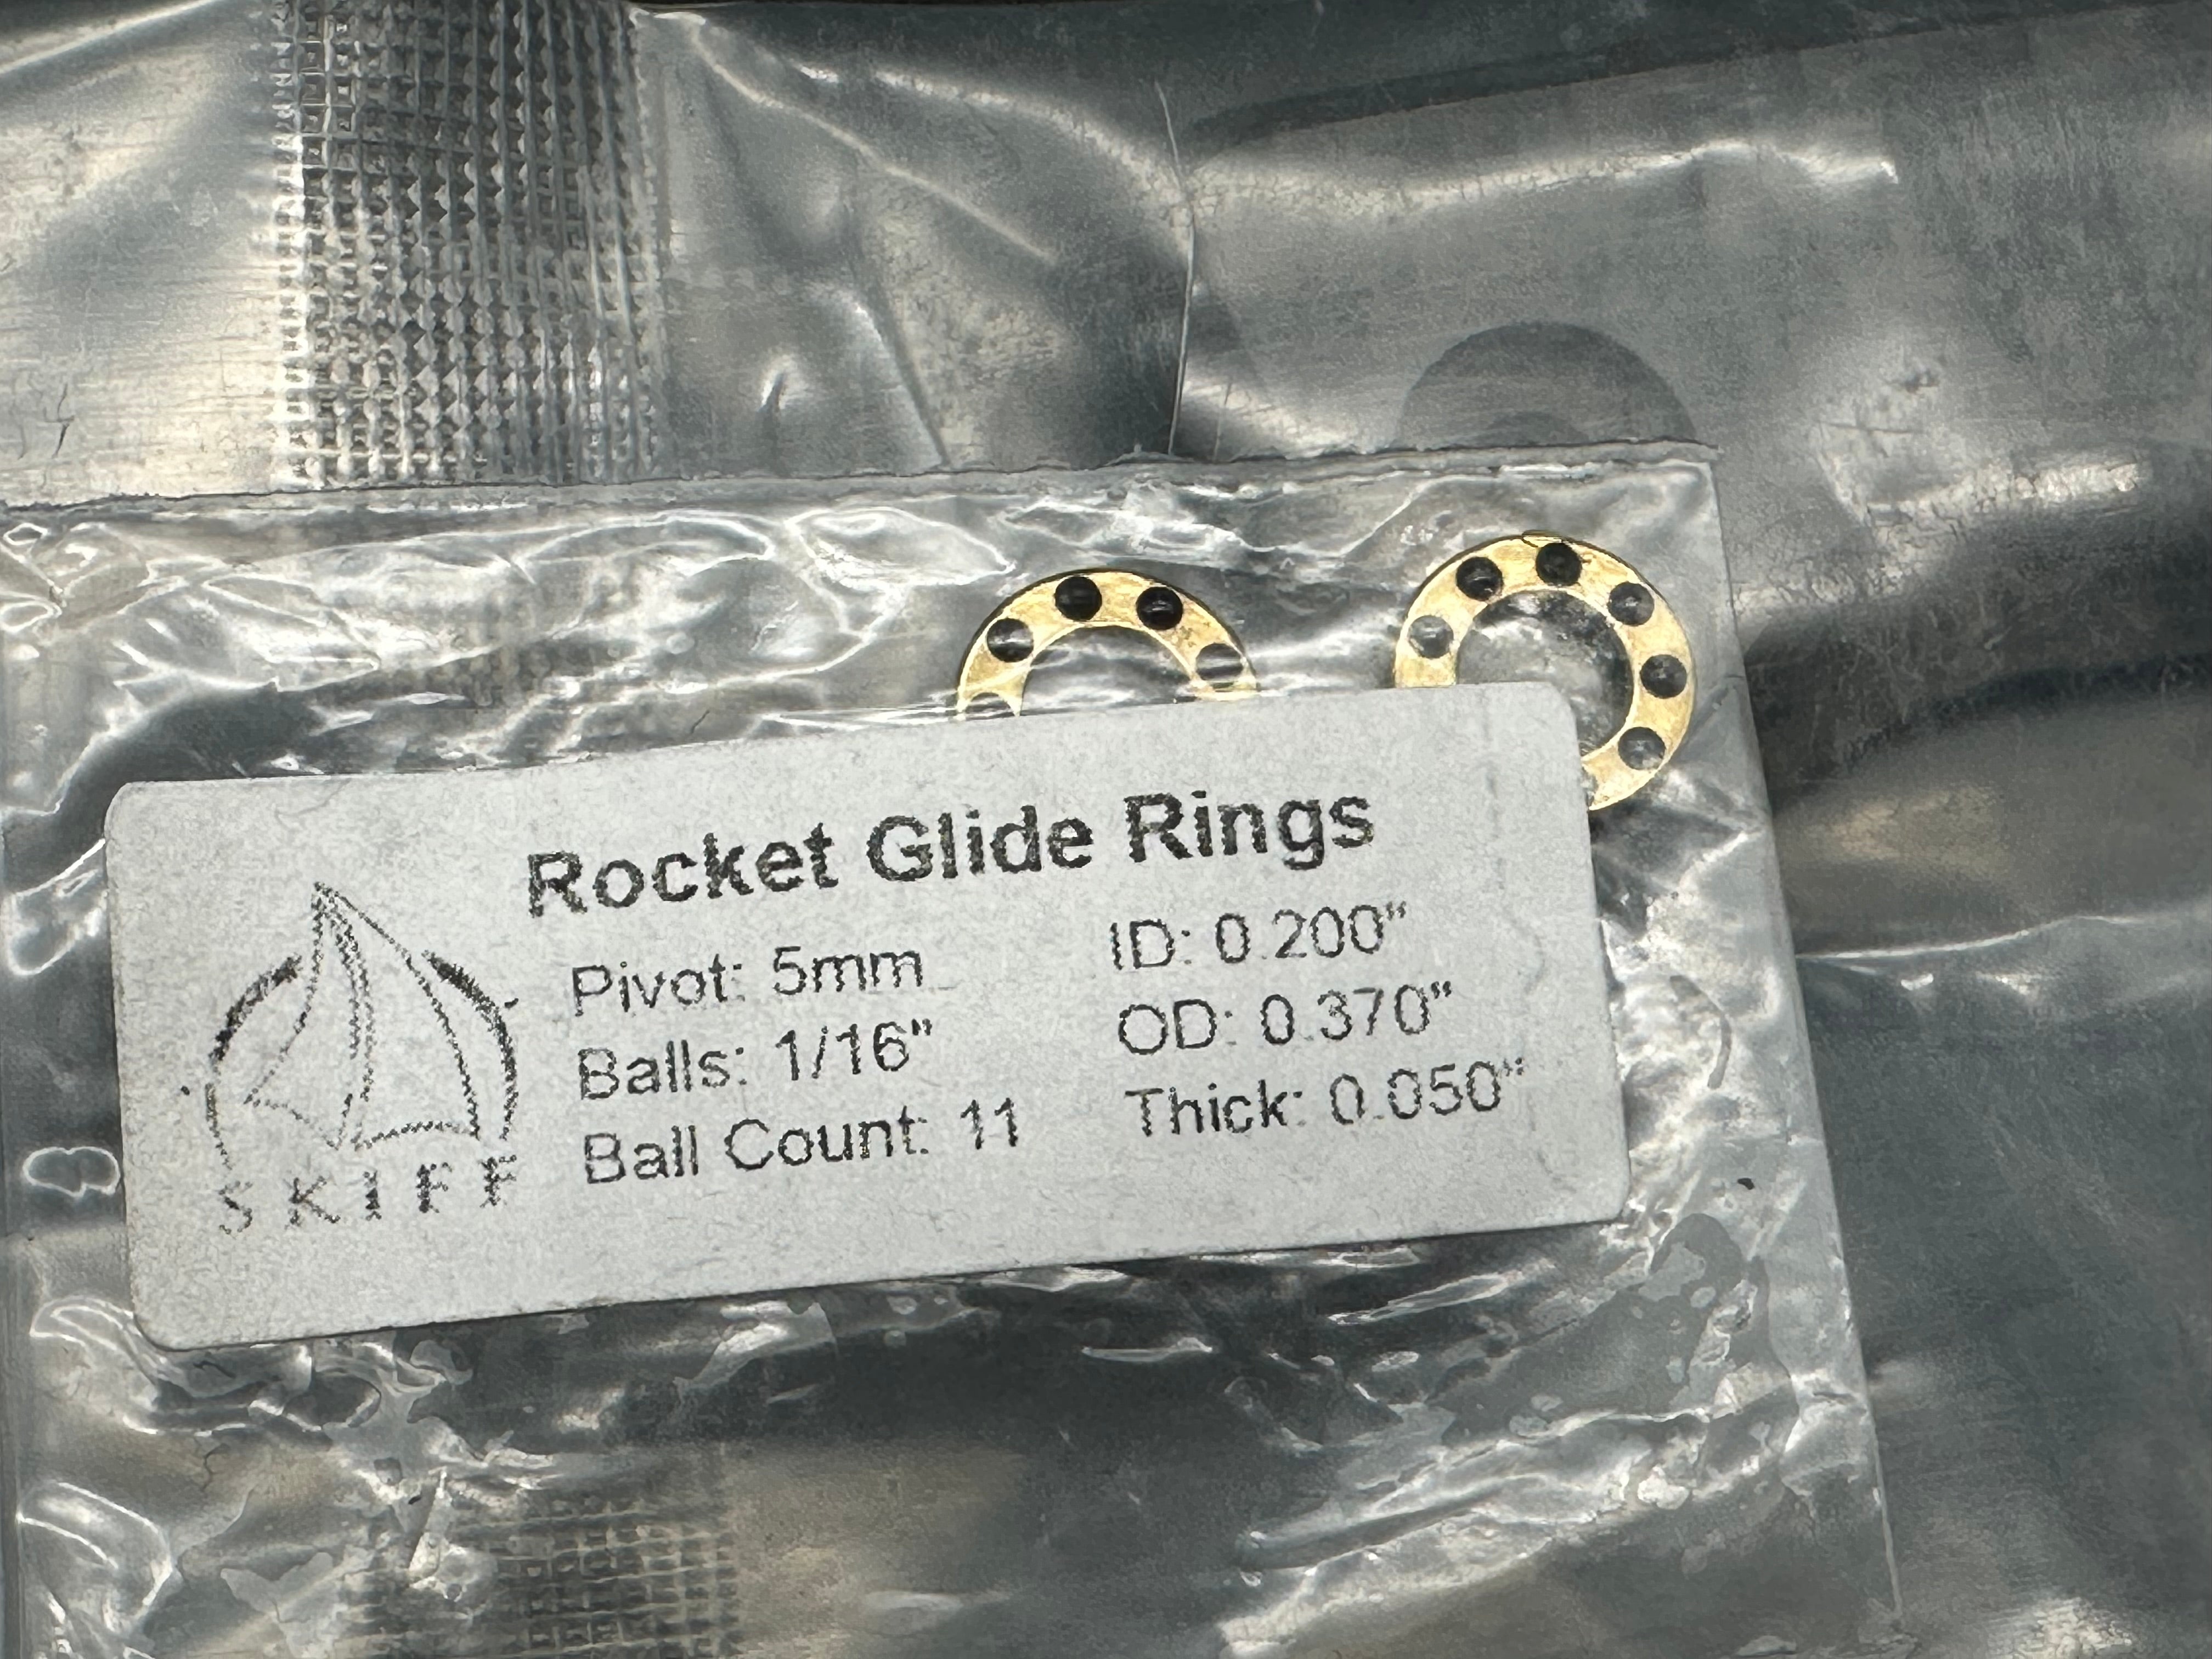 Rocket Glide Rings
Pivot: 5mm
Balls: 1/16"
Ball Count: 11
ID: 0.200"
OD: 0.370"
Thick: 0.050"
SKIFF